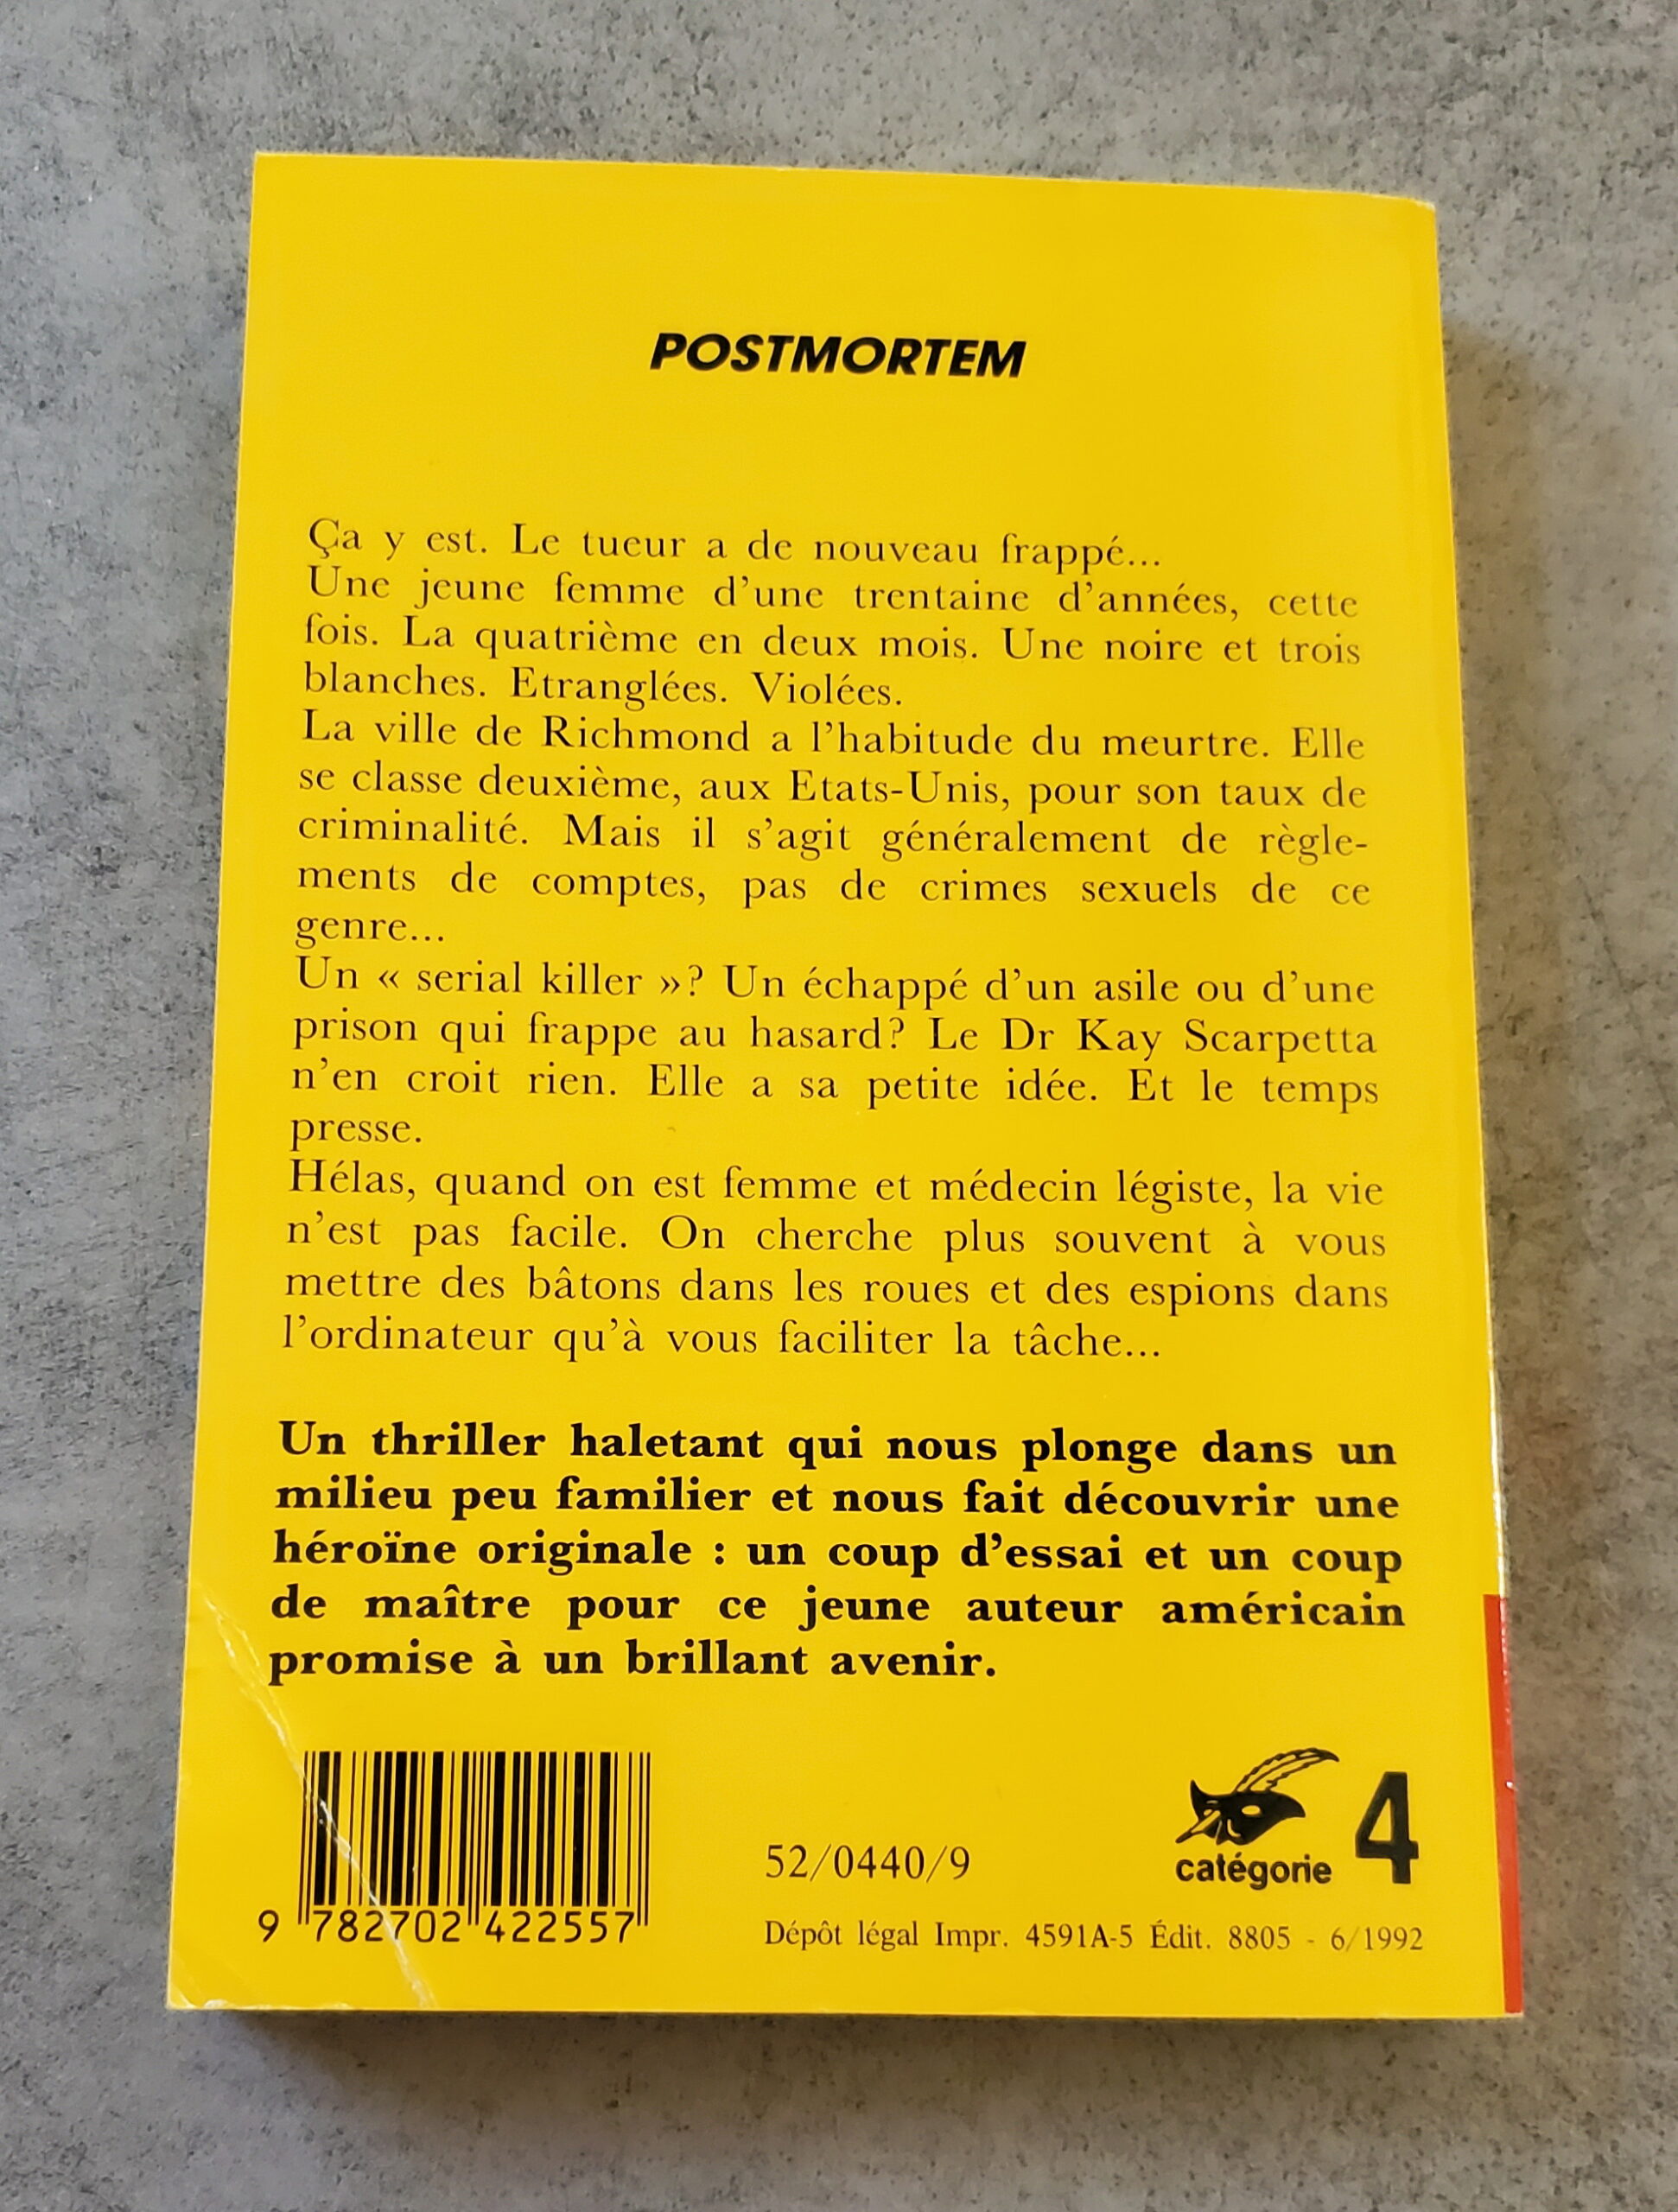 POSTMORTEM
Ça y est. Le tueur a de nouveau frappé...
Une jeune femme d'une trentaine d'années, cette
fois. La quatrième en deux mois. Une noire et trois
blanches. Etranglées. Violées.
La ville de Richmond a l'habitude du meurtre. Elle
se classe deuxième, aux Etats-Unis, pour son taux de
criminalité. Mais il s'agit généralement de règle-
ments de comptes, pas de crimes sexuels de ce
genre...
Un « serial killer »? Un échappé d'un asile ou d'une
prison qui frappe au hasard? Le Dr Kay Scarpetta
n'en croit rien. Elle a sa petite idée. Et le temps
presse.
Hélas, quand on est femme et médecin légiste, la vie
n'est pas facile. On cherche plus souvent à vous
mettre des bâtons dans les roues et des espions dans
l'ordinateur qu'à vous faciliter la tâche...
Un thriller haletant qui nous plonge dans un
milieu peu familier et nous fait découvrir une
héroïne originale : un coup d'essai et un coup
de maître pour ce jeune auteur américain
promise à un brillant avenir.
9 782702 422557
52/0440/9
catégorie 4
Dépôt légal Impr. 4591A-5 Édit. 8805 - 6/1992